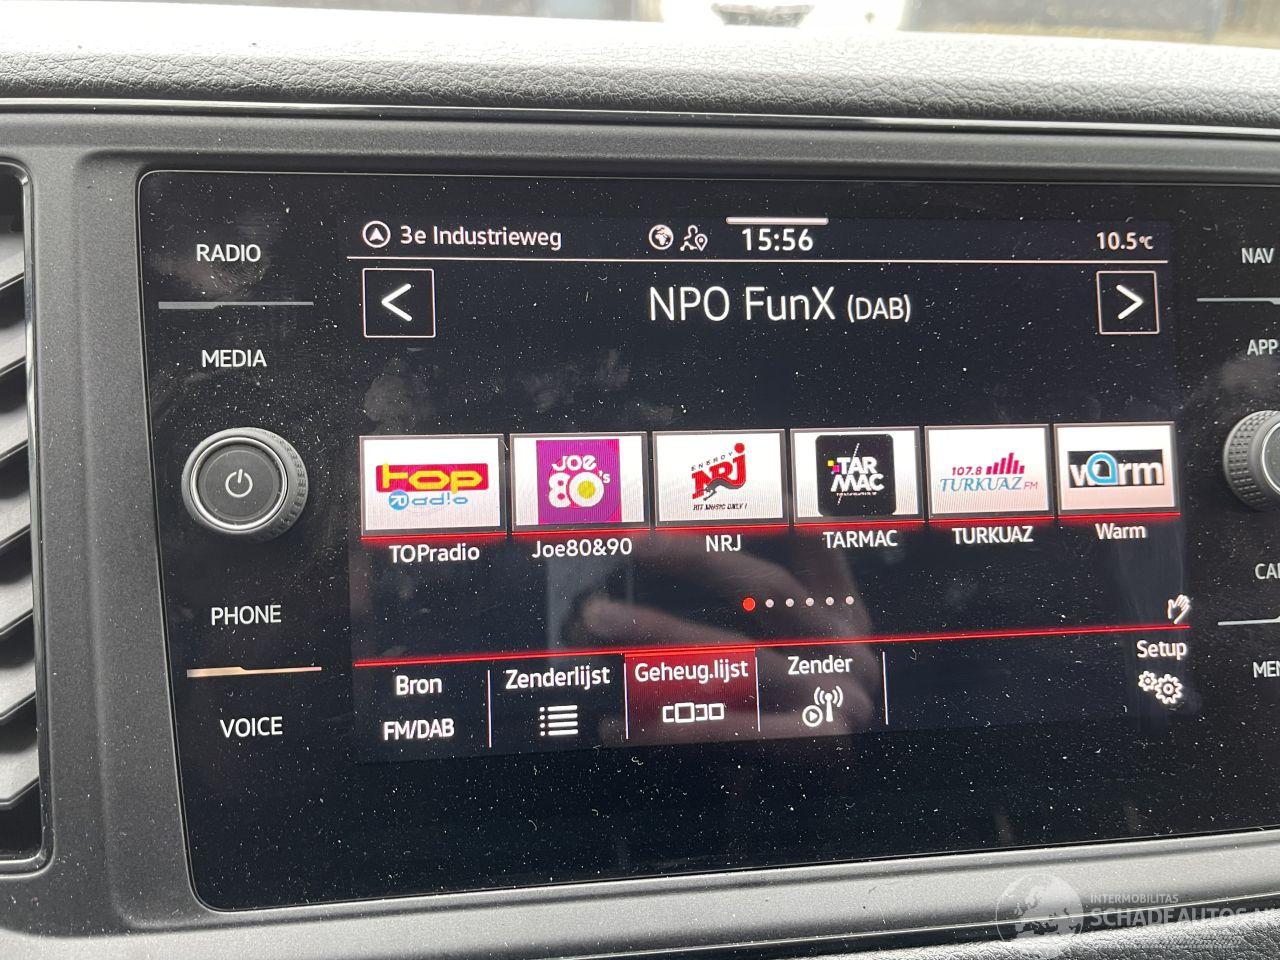 RADIO
MEDIA
PHONE
VOICE
3e Industrieweg
15:56
10.5°C
NPO FunX (DAB)
top
Radio
TOPradio
JOE
80's
Joe80&90
ENERGY
NRJ
HIT MUSIC ONLY !
NRJ
TAR
MAC
TARMAC
107.8
TURKUAZ FM
TURKUAZ
warm
Warm
Bron
FM/DAB
Zenderlijst
Geheug.lijst
Zender
Setup
NAV
APP
INTERMOBILITAS
SCHADEAUTOS